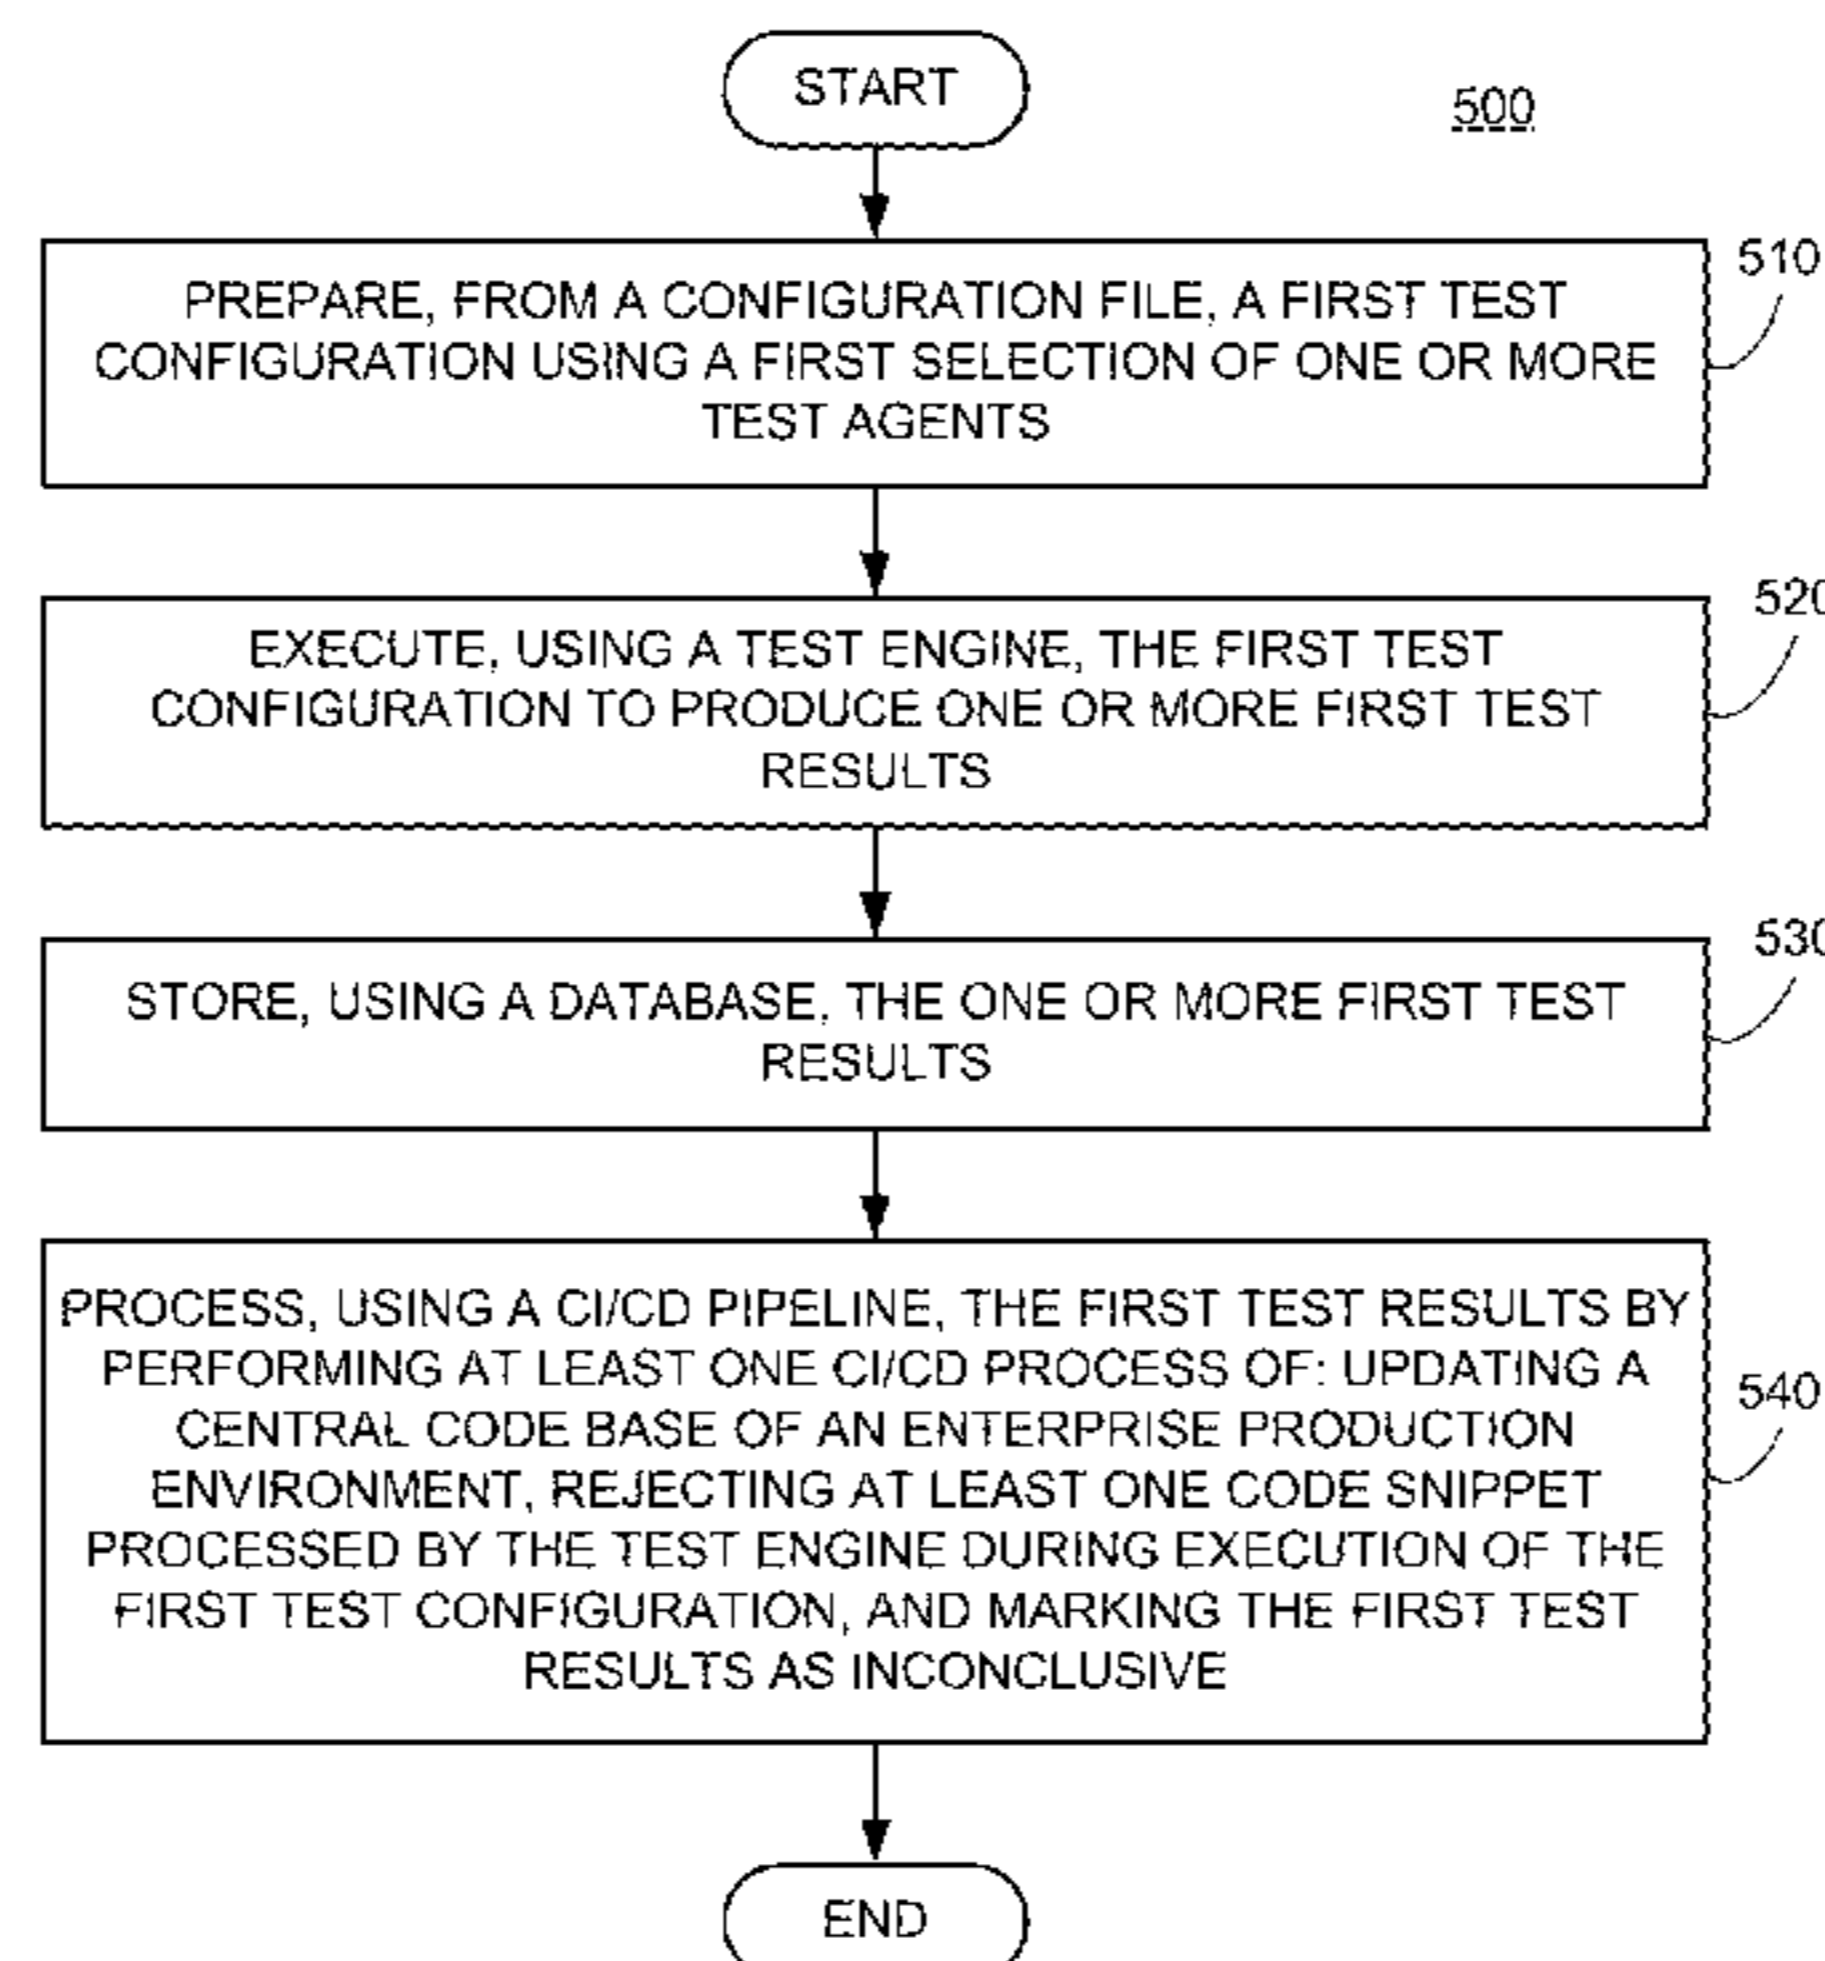 START
500
510
PREPARE, FROM A CONFIGURATION FILE, A FIRST TEST
CONFIGURATION USING A FIRST SELECTION OF ONE OR MORE
TEST AGENTS
520
EXECUTE, USING A TEST ENGINE, THE FIRST TEST
CONFIGURATION TO PRODUCE ONE OR MORE FIRST TEST
RESULTS
530
STORE, USING A DATABASE, THE ONE OR MORE FIRST TEST
RESULTS
540
PROCESS, USING A CI/CD PIPELINE, THE FIRST TEST RESULTS BY
PERFORMING AT LEAST ONE CI/CD PROCESS OF: UPDATING A
CENTRAL CODE BASE OF AN ENTERPRISE PRODUCTION
ENVIRONMENT, REJECTING AT LEAST ONE CODE SNIPPET
PROCESSED BY THE TEST ENGINE DURING EXECUTION OF THE
FIRST TEST CONFIGURATION, AND MARKING THE FIRST TEST
RESULTS AS INCONCLUSIVE
END